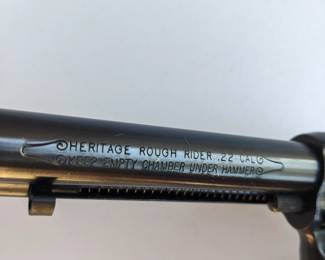 HERITAGE ROUGH RIDER .22 CAL
KEEP EMPTY CHAMBER UNDER HAMMER